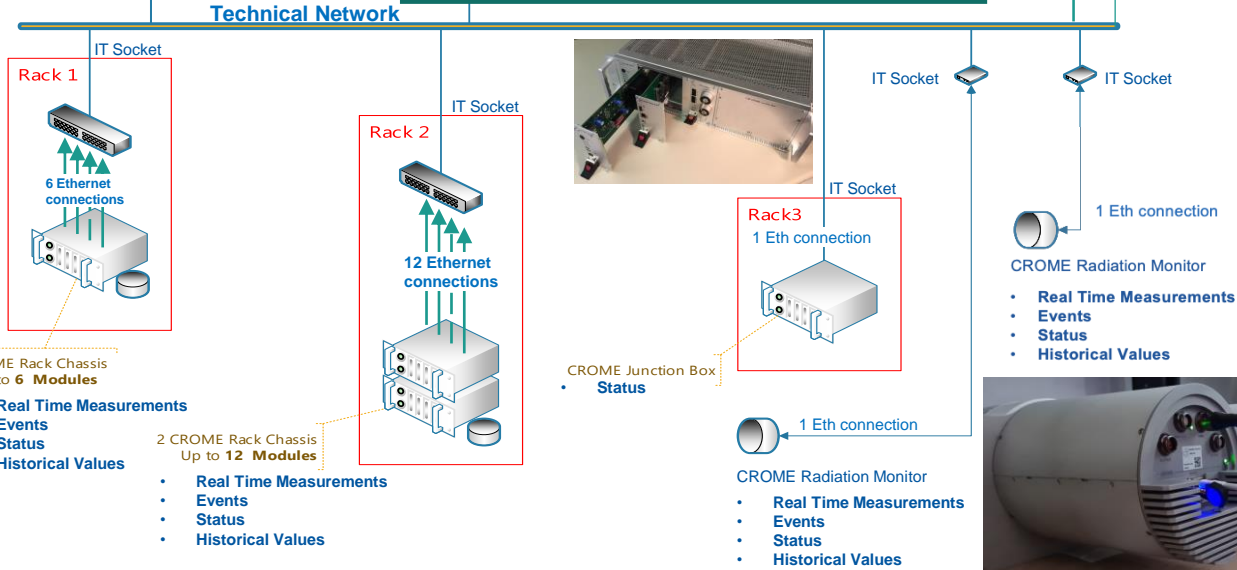 Technical Network
IT Socket
Rack 1
6 Ethernet
connections
ME Rack Chassis
to 6 Modules
Real Time Measurements
Events
Status
Historical Values
IT Socket
Rack 2
12 Ethernet
connections
2 CROME Rack Chassis
Up to 12 Modules
• Real Time Measurements
• Events
• Status
• Historical Values
IT Socket
Rack3
1 Eth connection
CROME Junction Box
• Status
IT Socket
1 Eth connection
CROME Radiation Monitor
• Real Time Measurements
• Events
• Status
• Historical Values
IT Socket
1 Eth connection
CROME Radiation Monitor
• Real Time Measurements
• Events
• Status
• Historical Values